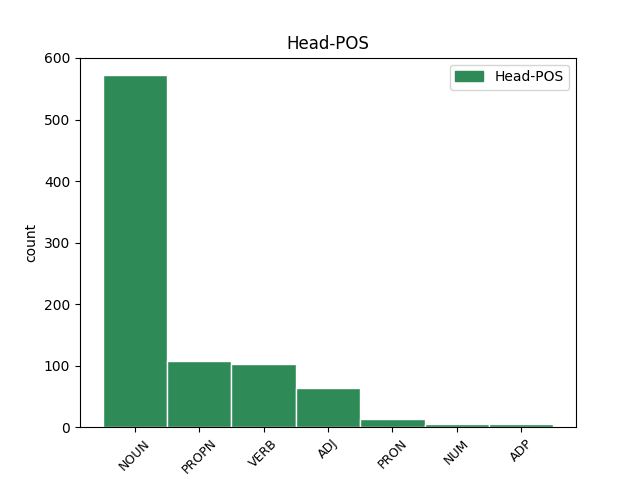 Head-POS
Head-POS
600
500
400
300
200
100
0
count
NOUN
PROPN
VERB
ADJ
PRON
NUM
ADP